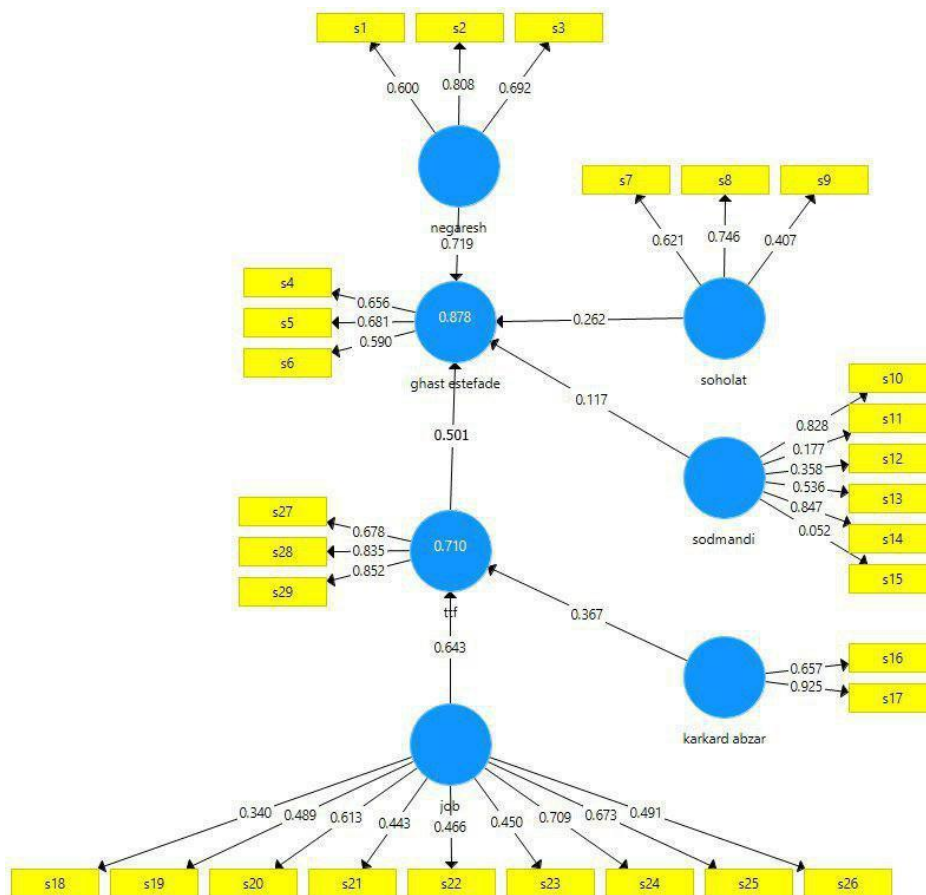 s1 s2 s3
0.600 0.808 0.692
negaresh
0.719
s7 s8 s9
0.621 0.746 0.407
soholat
s4
s5
s6
0.656
0.681
0.590
0.878
ghast estefade
0.262
0.117
0.501
s10
s11
s12
s13
s14
s15
0.828
0.177
0.358
0.536
0.847
0.052
sodmandi
s27
s28
s29
0.678
0.835
0.852
0.710
ttf
0.367
0.643
s16
s17
0.657
0.925
karkard abzar
job
0.340 0.489 0.613 0.443 0.466 0.450 0.709 0.673 0.491
s18 s19 s20 s21 s22 s23 s24 s25 s26